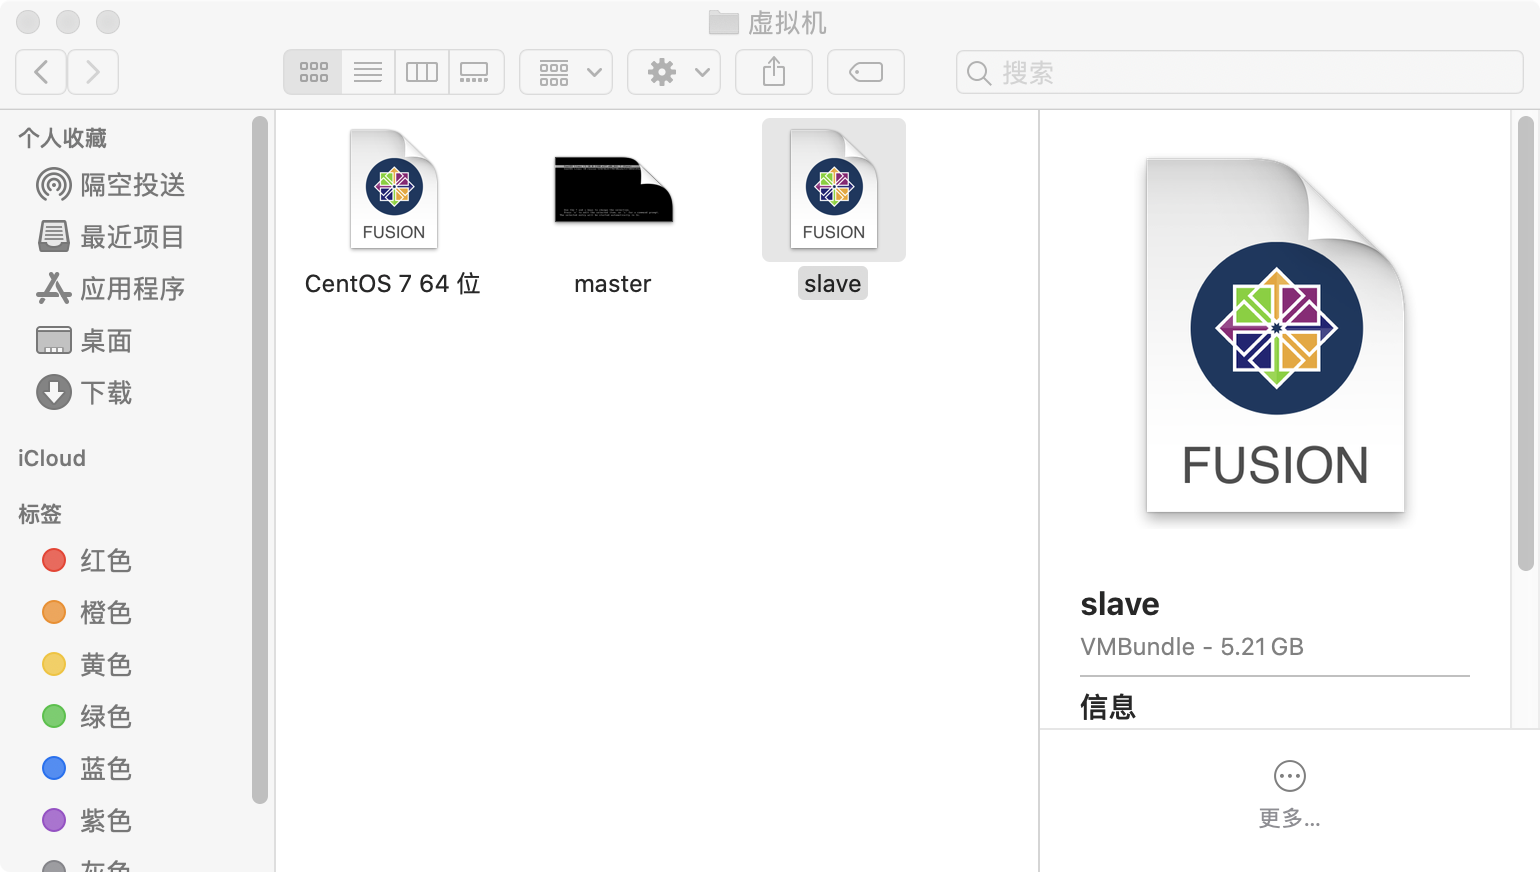 虚拟机
搜索
个人收藏
隔空投送
最近项目
应用程序
桌面
下载
iCloud
标签
红色
橙色
黄色
绿色
蓝色
紫色
灰色
FUSION
CentOS 7 64 位
master
FUSION
slave
FUSION
slave
VMBundle - 5.21 GB
信息
更多...